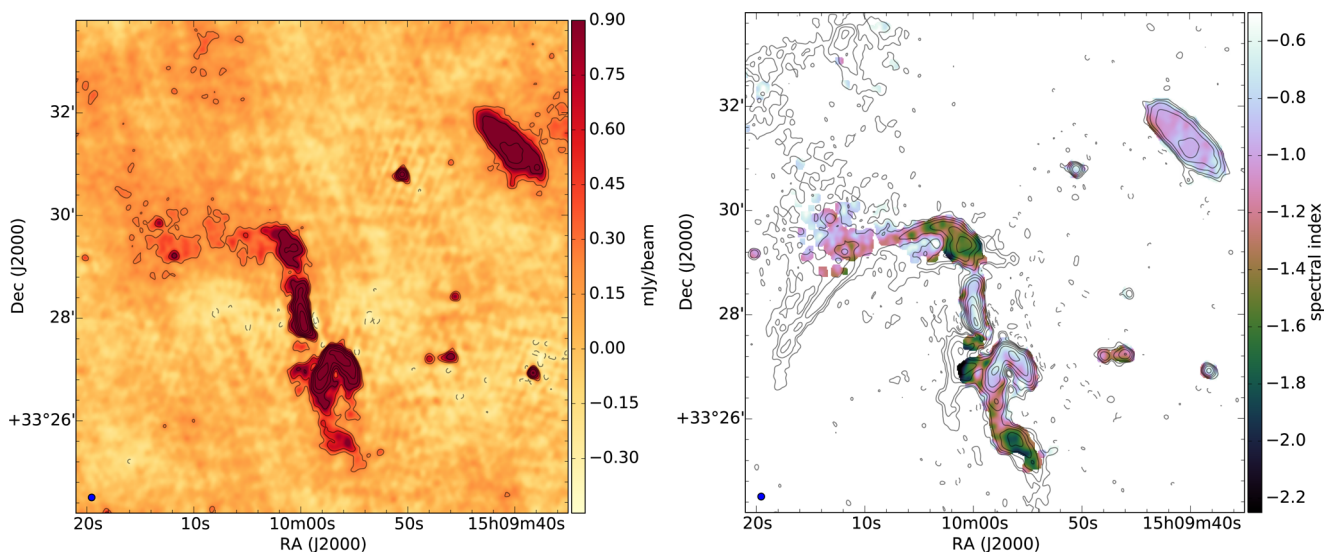 0.90
0.75
0.60
0.45
0.30
0.15
0.00
−0.15
−0.30
mJy/beam
32'
30'
28'
+33°26'
Dec (J2000)
20s
10s
10m00s
50s
15h09m40s
RA (J2000)
−0.6
−0.8
−1.0
−1.2
−1.4
−1.6
−1.8
−2.0
−2.2
spectral index
32'
30'
28'
+33°26'
Dec (J2000)
20s
10s
10m00s
50s
15h09m40s
RA (J2000)